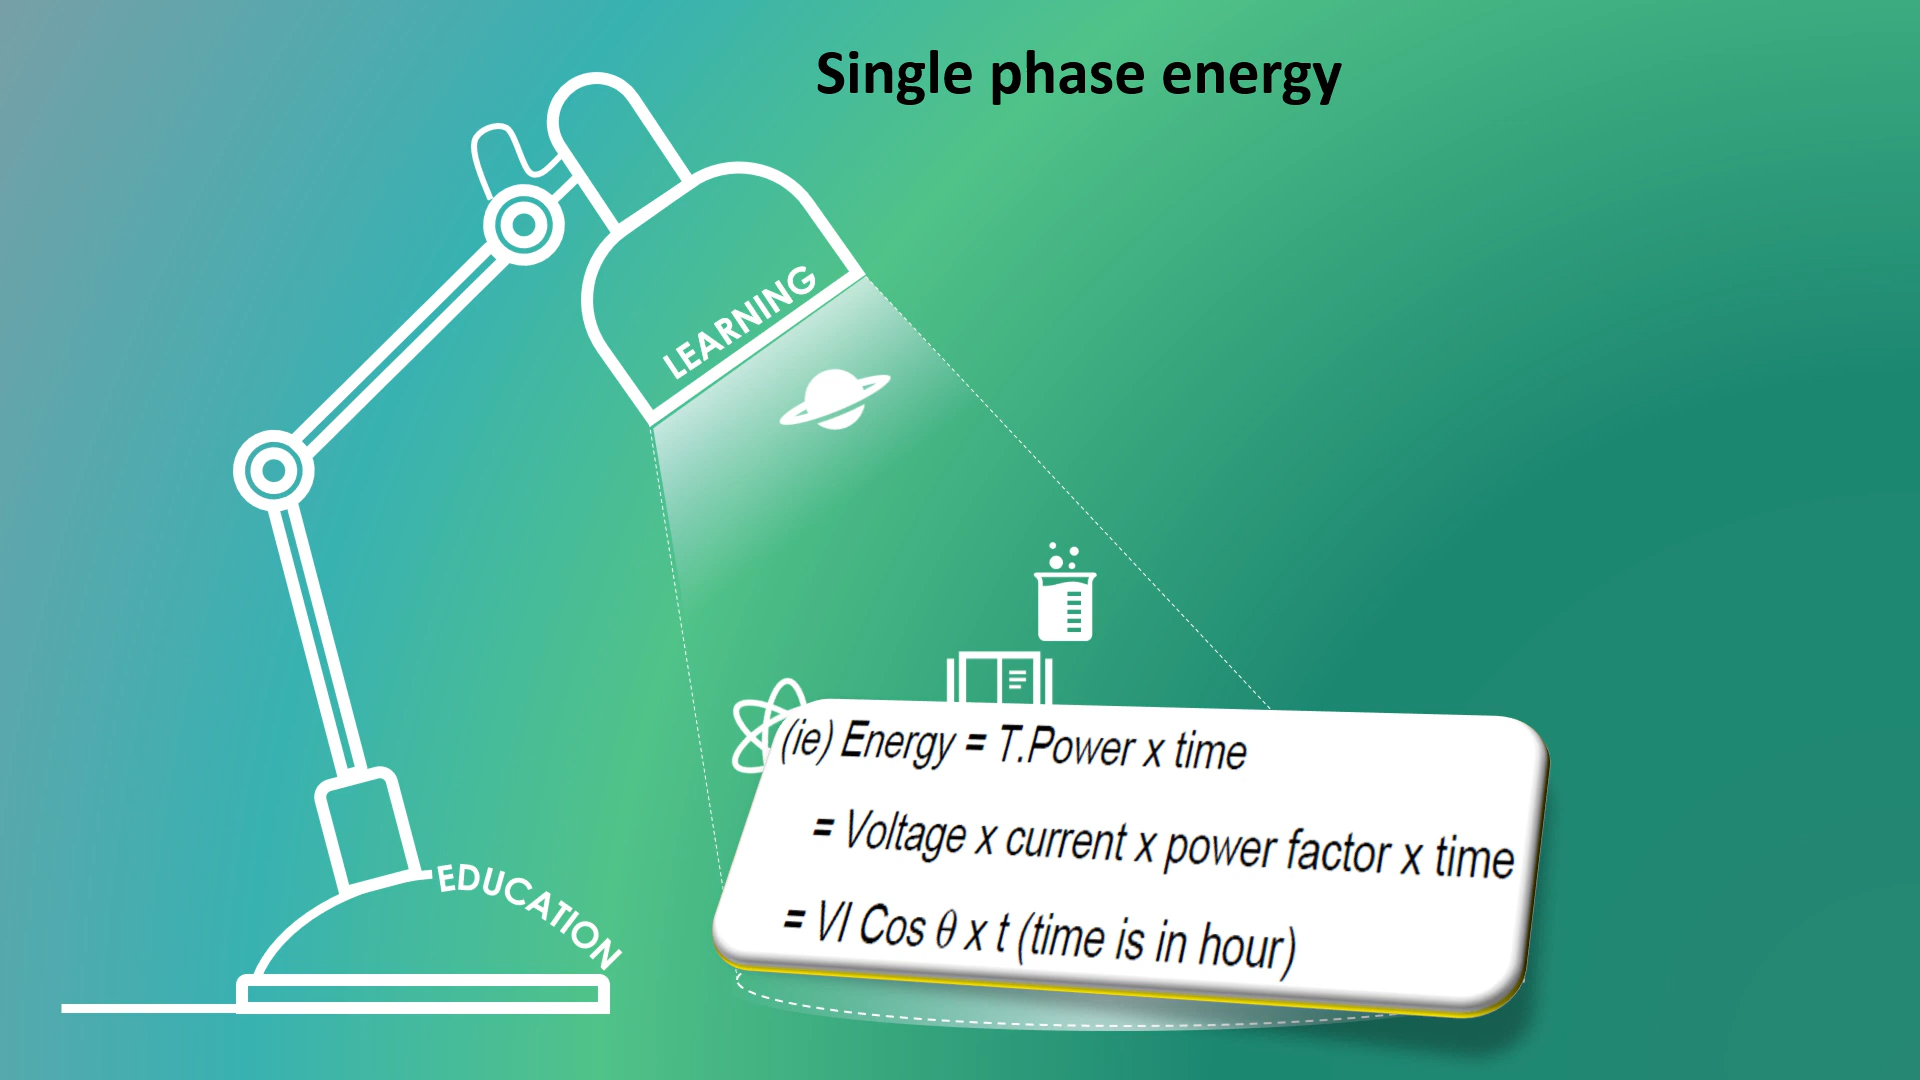 Single phase energy
LEARNING
(ie) Energy = T.Power x time
= Voltage x current x power factor x time
= VI Cos θ x t (time is in hour)
EDUCATION